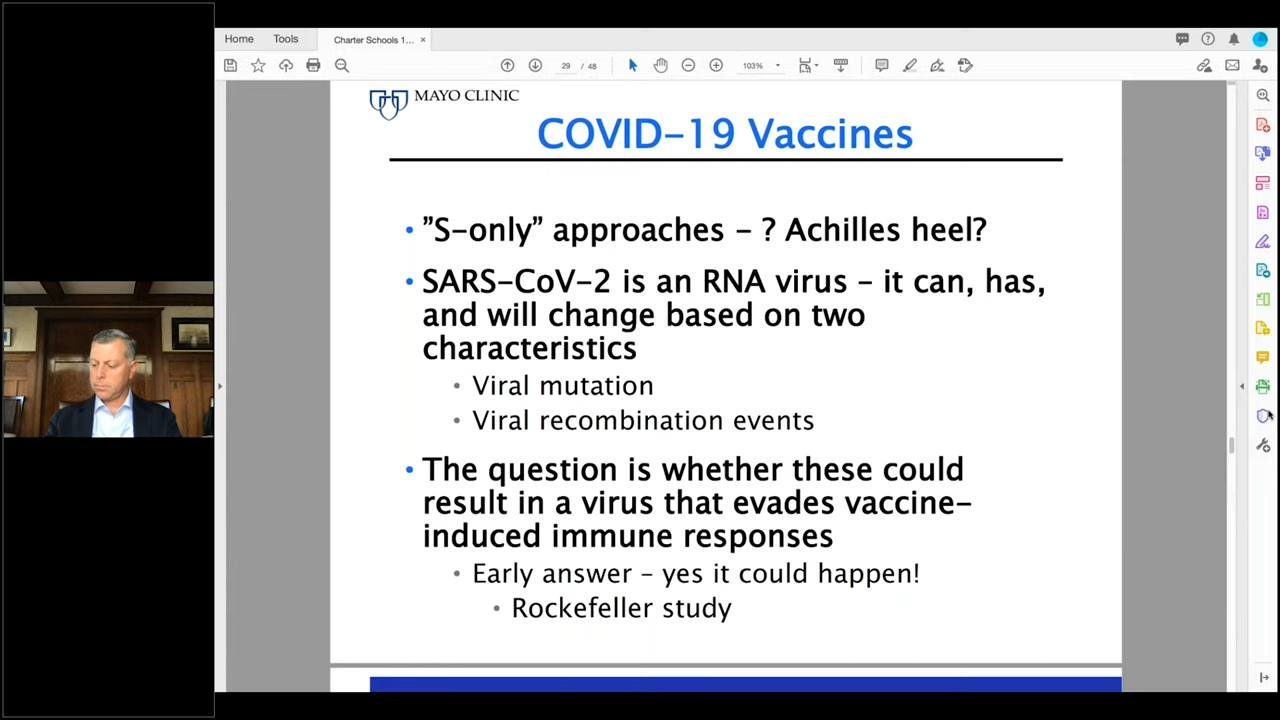 Home Tools Charter Schools 1... ×
29 / 48 103%
MAYO CLINIC
COVID-19 Vaccines
• ”S-only” approaches - ? Achilles heel?
• SARS-CoV-2 is an RNA virus - it can, has,
and will change based on two
characteristics
• Viral mutation
• Viral recombination events
• The question is whether these could
result in a virus that evades vaccine-
induced immune responses
• Early answer - yes it could happen!
• Rockefeller study